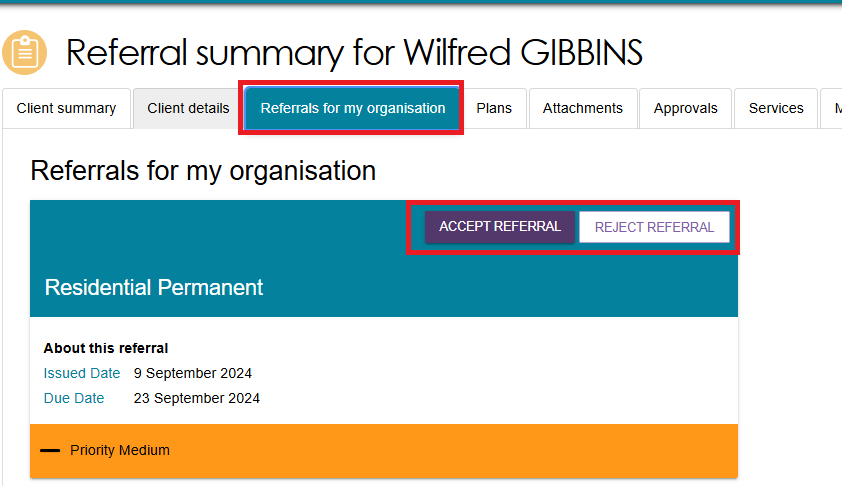 Referral summary for Wilfred GIBBINS
Client summary Client details Referrals for my organisation Plans Attachments Approvals Services M
Referrals for my organisation
ACCEPT REFERRAL REJECT REFERRAL
Residential Permanent
About this referral
Issued Date 9 September 2024
Due Date 23 September 2024
Priority Medium